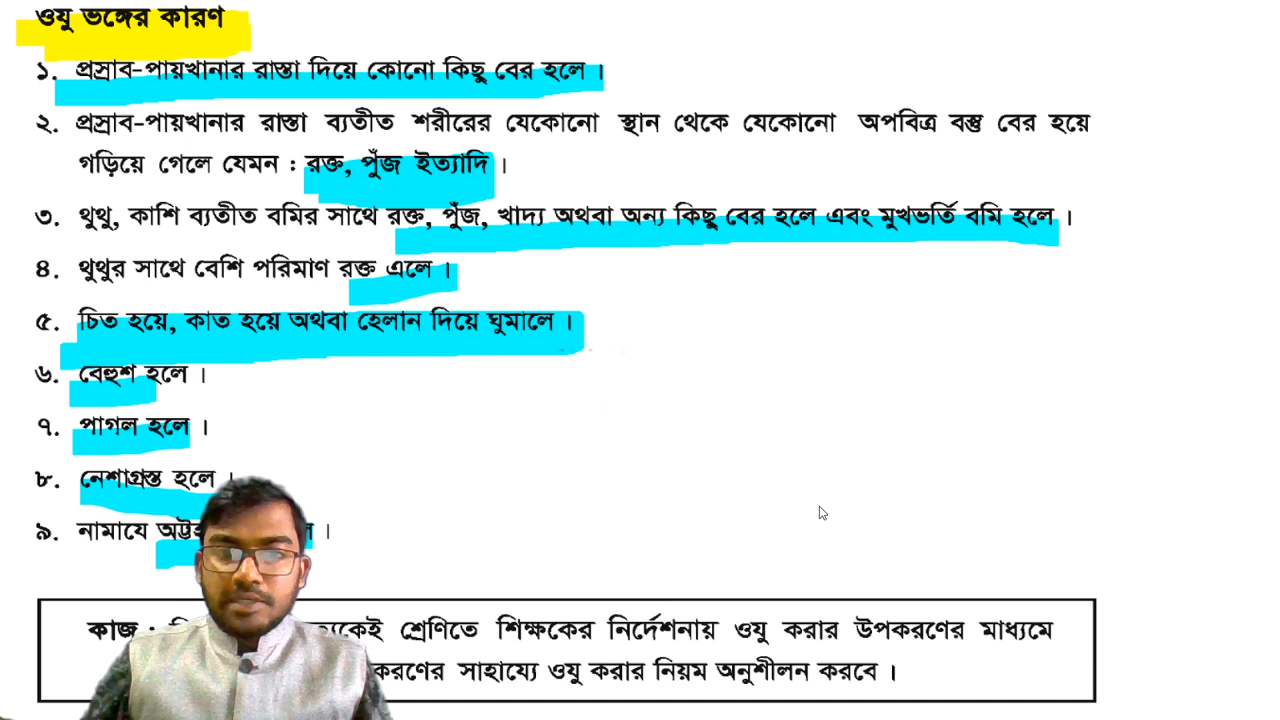 ওযু ভঙ্গের কারণ
১. প্রস্রাব-পায়খানার রাস্তা দিয়ে কোনো কিছু বের হলে ।
২. প্রস্রাব-পায়খানার রাস্তা ব্যতীত শরীরের যেকোনো স্থান থেকে যেকোনো অপবিত্র বস্তু বের হয়ে
গড়িয়ে গেলে যেমন : রক্ত, পুঁজ ইত্যাদি ।
৩. থুথু, কাশি ব্যতীত বমির সাথে রক্ত, পুঁজ, খাদ্য অথবা অন্য কিছু বের হলে এবং মুখভর্তি বমি হলে ।
৪. থুথুর সাথে বেশি পরিমাণ রক্ত এলে ।
৫. চিত হয়ে, কাত হয়ে অথবা হেলান দিয়ে ঘুমালে ।
৬. বেহুশ হলে ।
৭. পাগল হলে ।
৮. নেশাগ্রস্ত হলে ।
৯. নামাযে
কাজ : শ্রেণিতে শিক্ষকের নির্দেশনায় ওযু করার উপকরণের মাধ্যমে
সাহায্যে ওযু করার নিয়ম অনুশীলন করবে ।